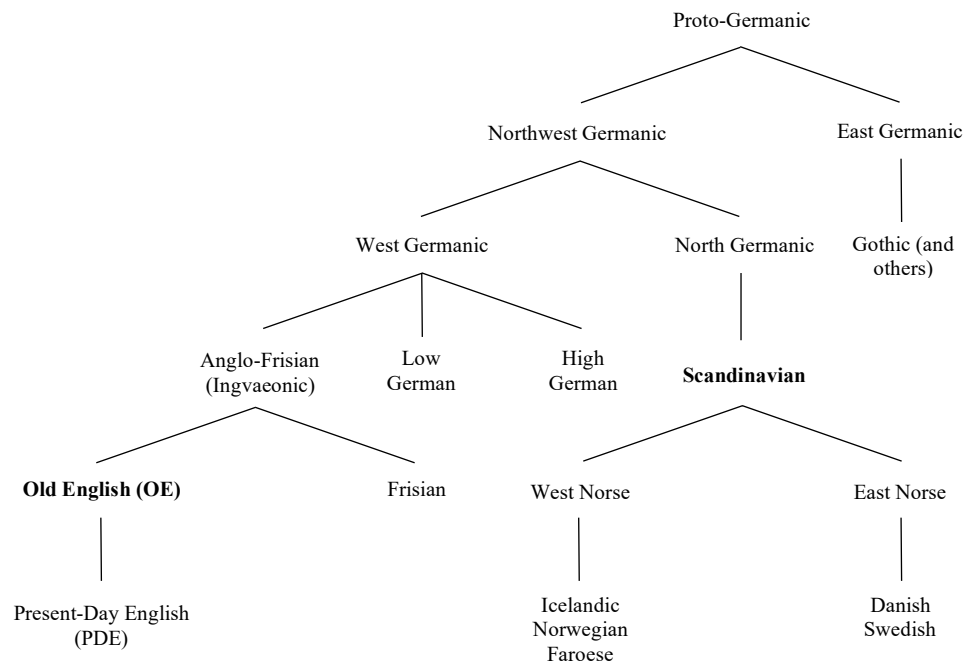 Proto-Germanic
Northwest Germanic
East Germanic
West Germanic
North Germanic
Gothic (and
others)
Anglo-Frisian
(Ingvaeonic)
Low
German
High
German
Scandinavian
Old English (OE)
Frisian
West Norse
East Norse
Present-Day English
(PDE)
Icelandic
Norwegian
Faroese
Danish
Swedish